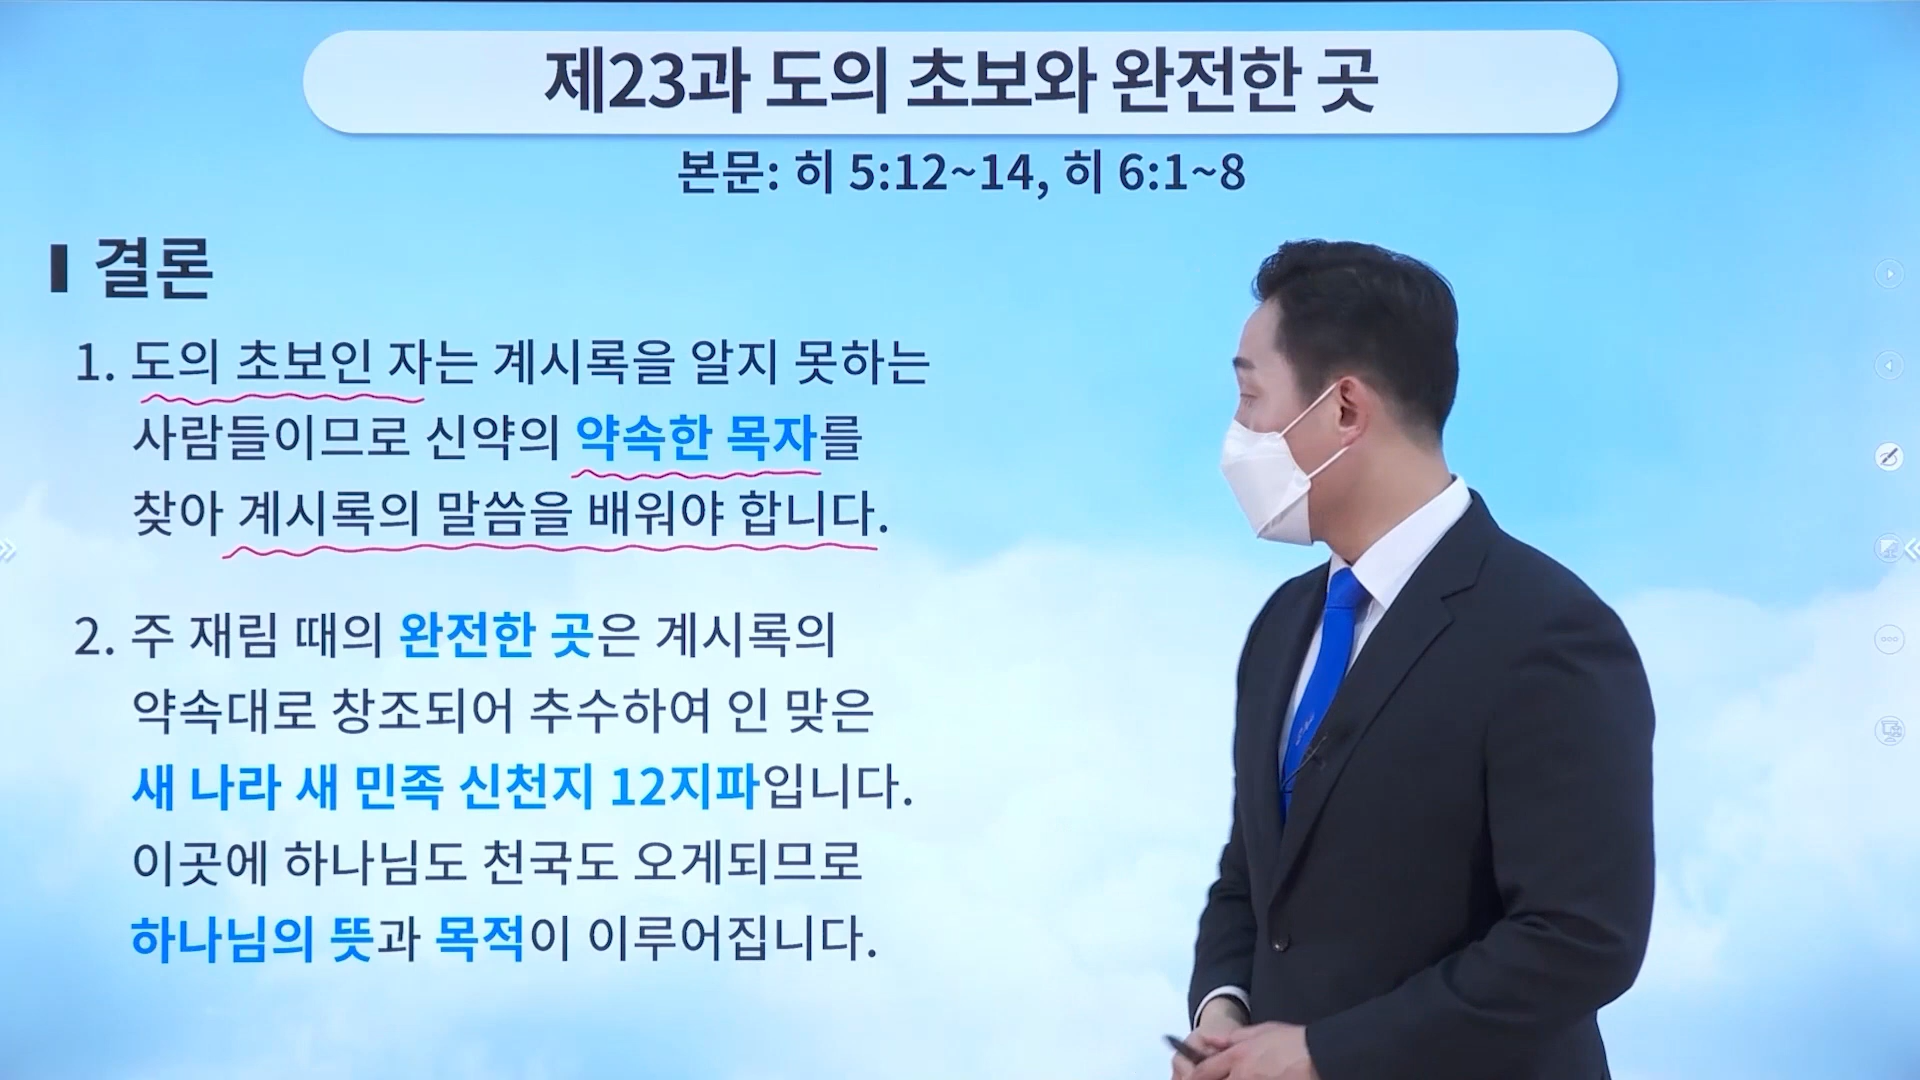 제23과 도의 초보와 완전한 곳
본문: 히 5:12~14, 히 6:1~8
결론
1. 도의 초보인 자는 계시록을 알지 못하는
사람들이므로 신약의 약속한 목자를
찾아 계시록의 말씀을 배워야 합니다.
2. 주 재림 때의 완전한 곳은 계시록의
약속대로 창조되어 추수하여 인 맞은
새 나라 새 민족 신천지 12지파입니다.
이곳에 하나님도 천국도 오게되므로
하나님의 뜻과 목적이 이루어집니다.